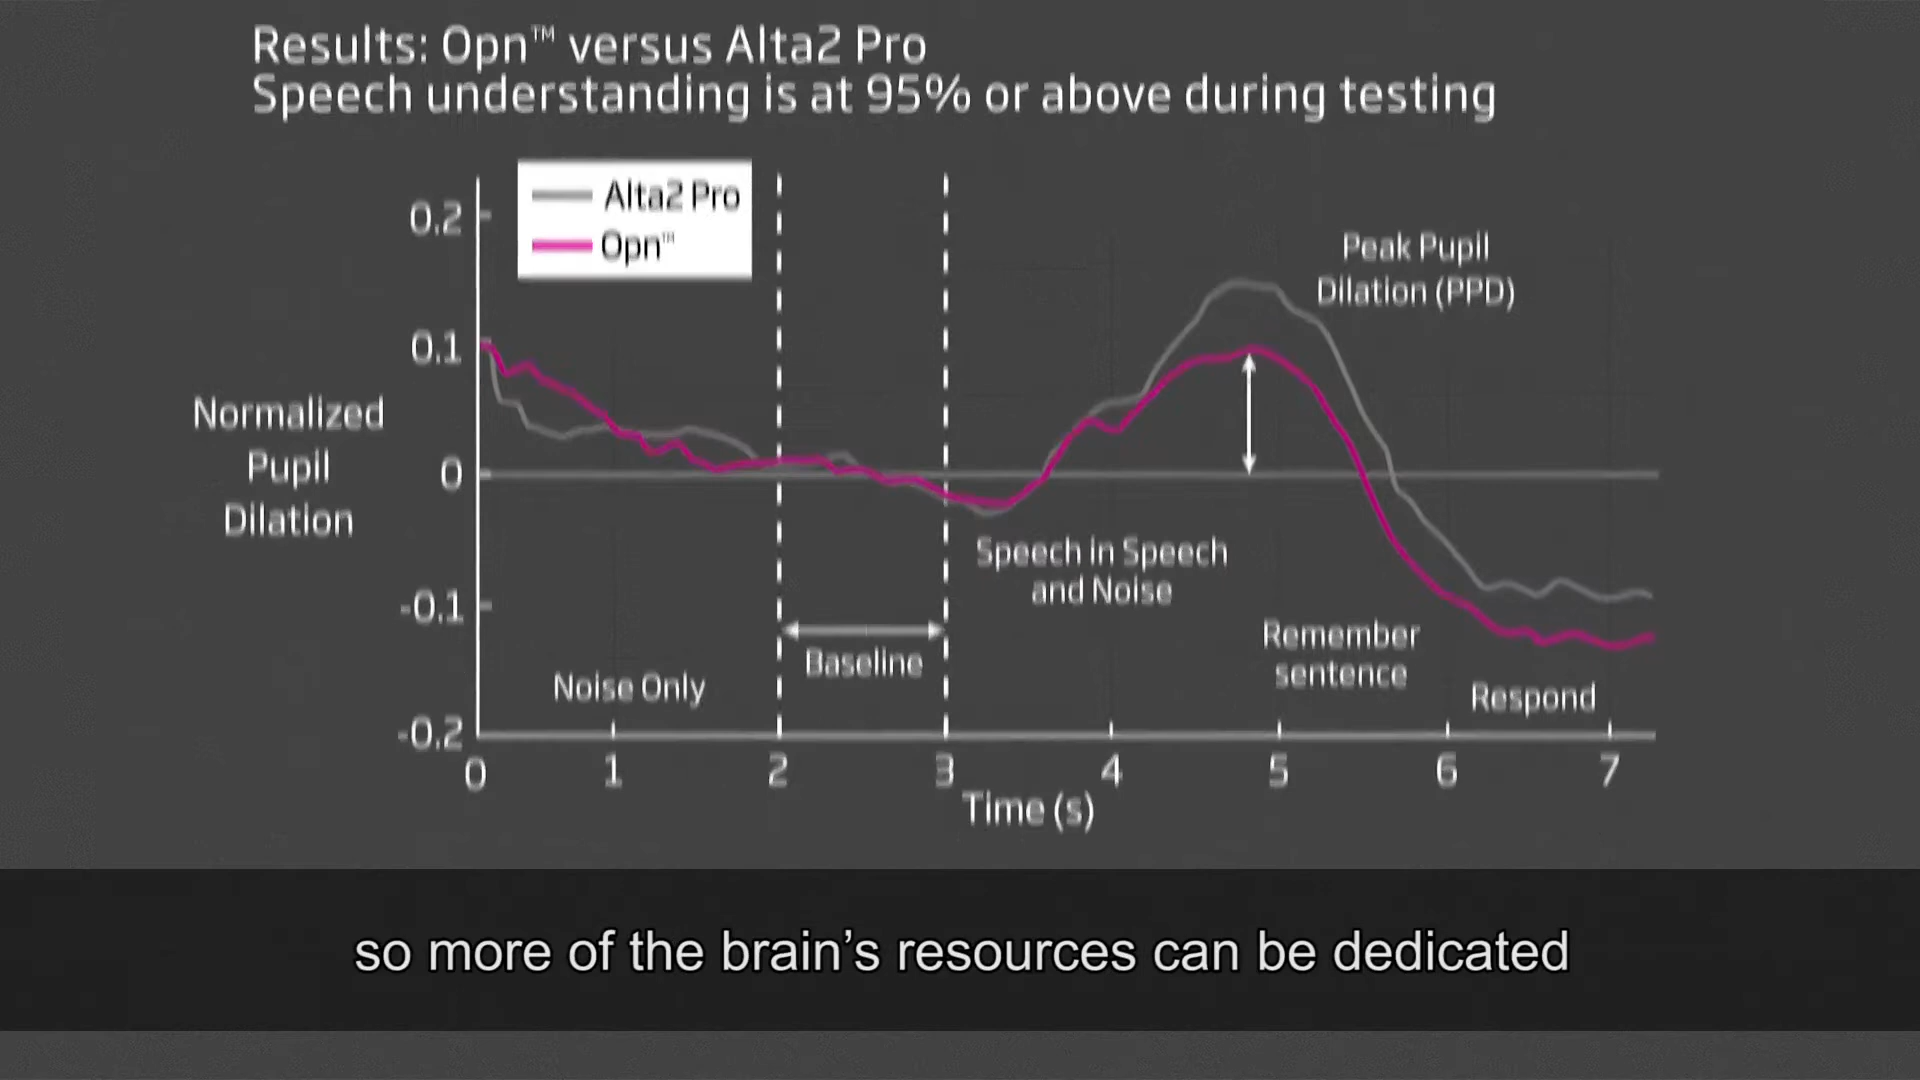 Results: Opn™ versus Alta2 Pro
Speech understanding is at 95% or above during testing
Alta2 Pro
Opn™
0.2
0.1
0
-0.1
-0.2
Normalized
Pupil
Dilation
Peak Pupil
Dilation (PPD)
Speech in Speech
and Noise
Remember
sentence
Respond
Baseline
Noise Only
0 1 2 3 4 5 6 7
Time (s)
so more of the brain’s resources can be dedicated